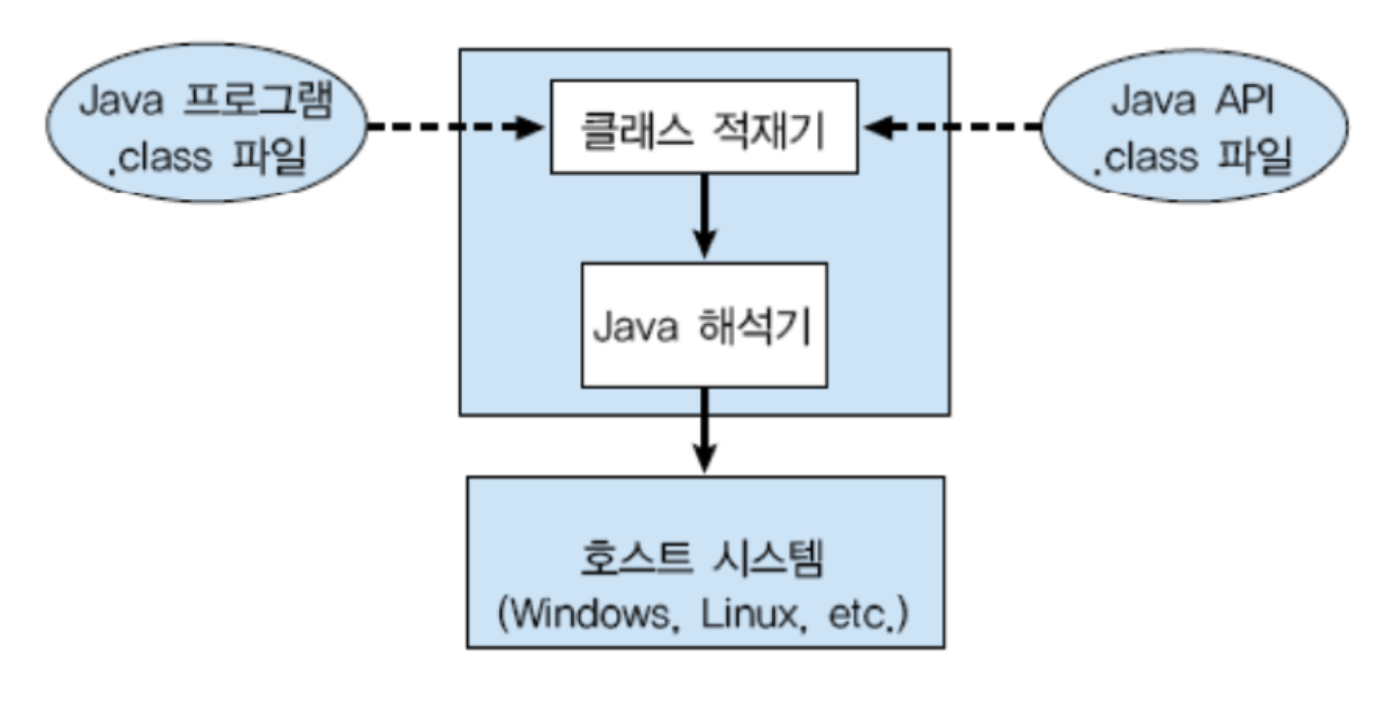 Java 프로그램
.class 파일
클래스 적재기
Java API
.class 파일
Java 해석기
호스트 시스템
(Windows, Linux, etc.)